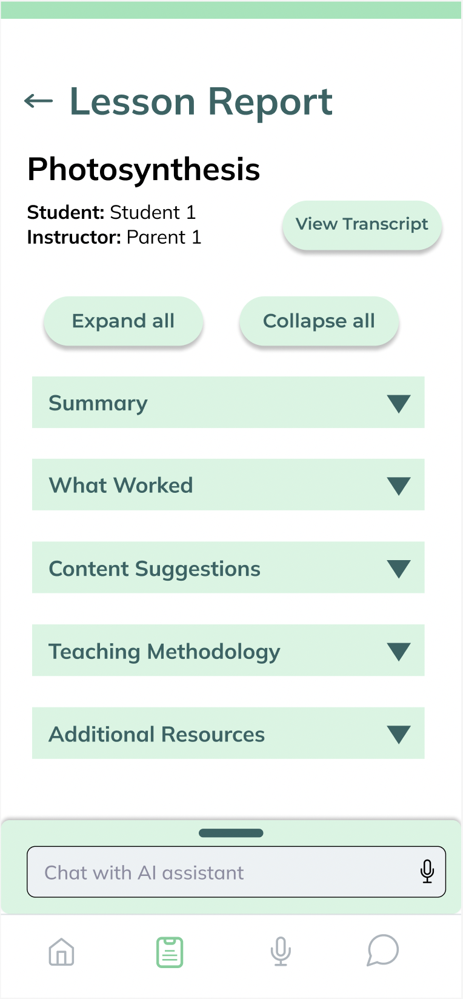 Lesson Report
Photosynthesis
Student: Student 1
Instructor: Parent 1
View Transcript
Expand all
Collapse all
Summary
What Worked
Content Suggestions
Teaching Methodology
Additional Resources
Chat with AI assistant